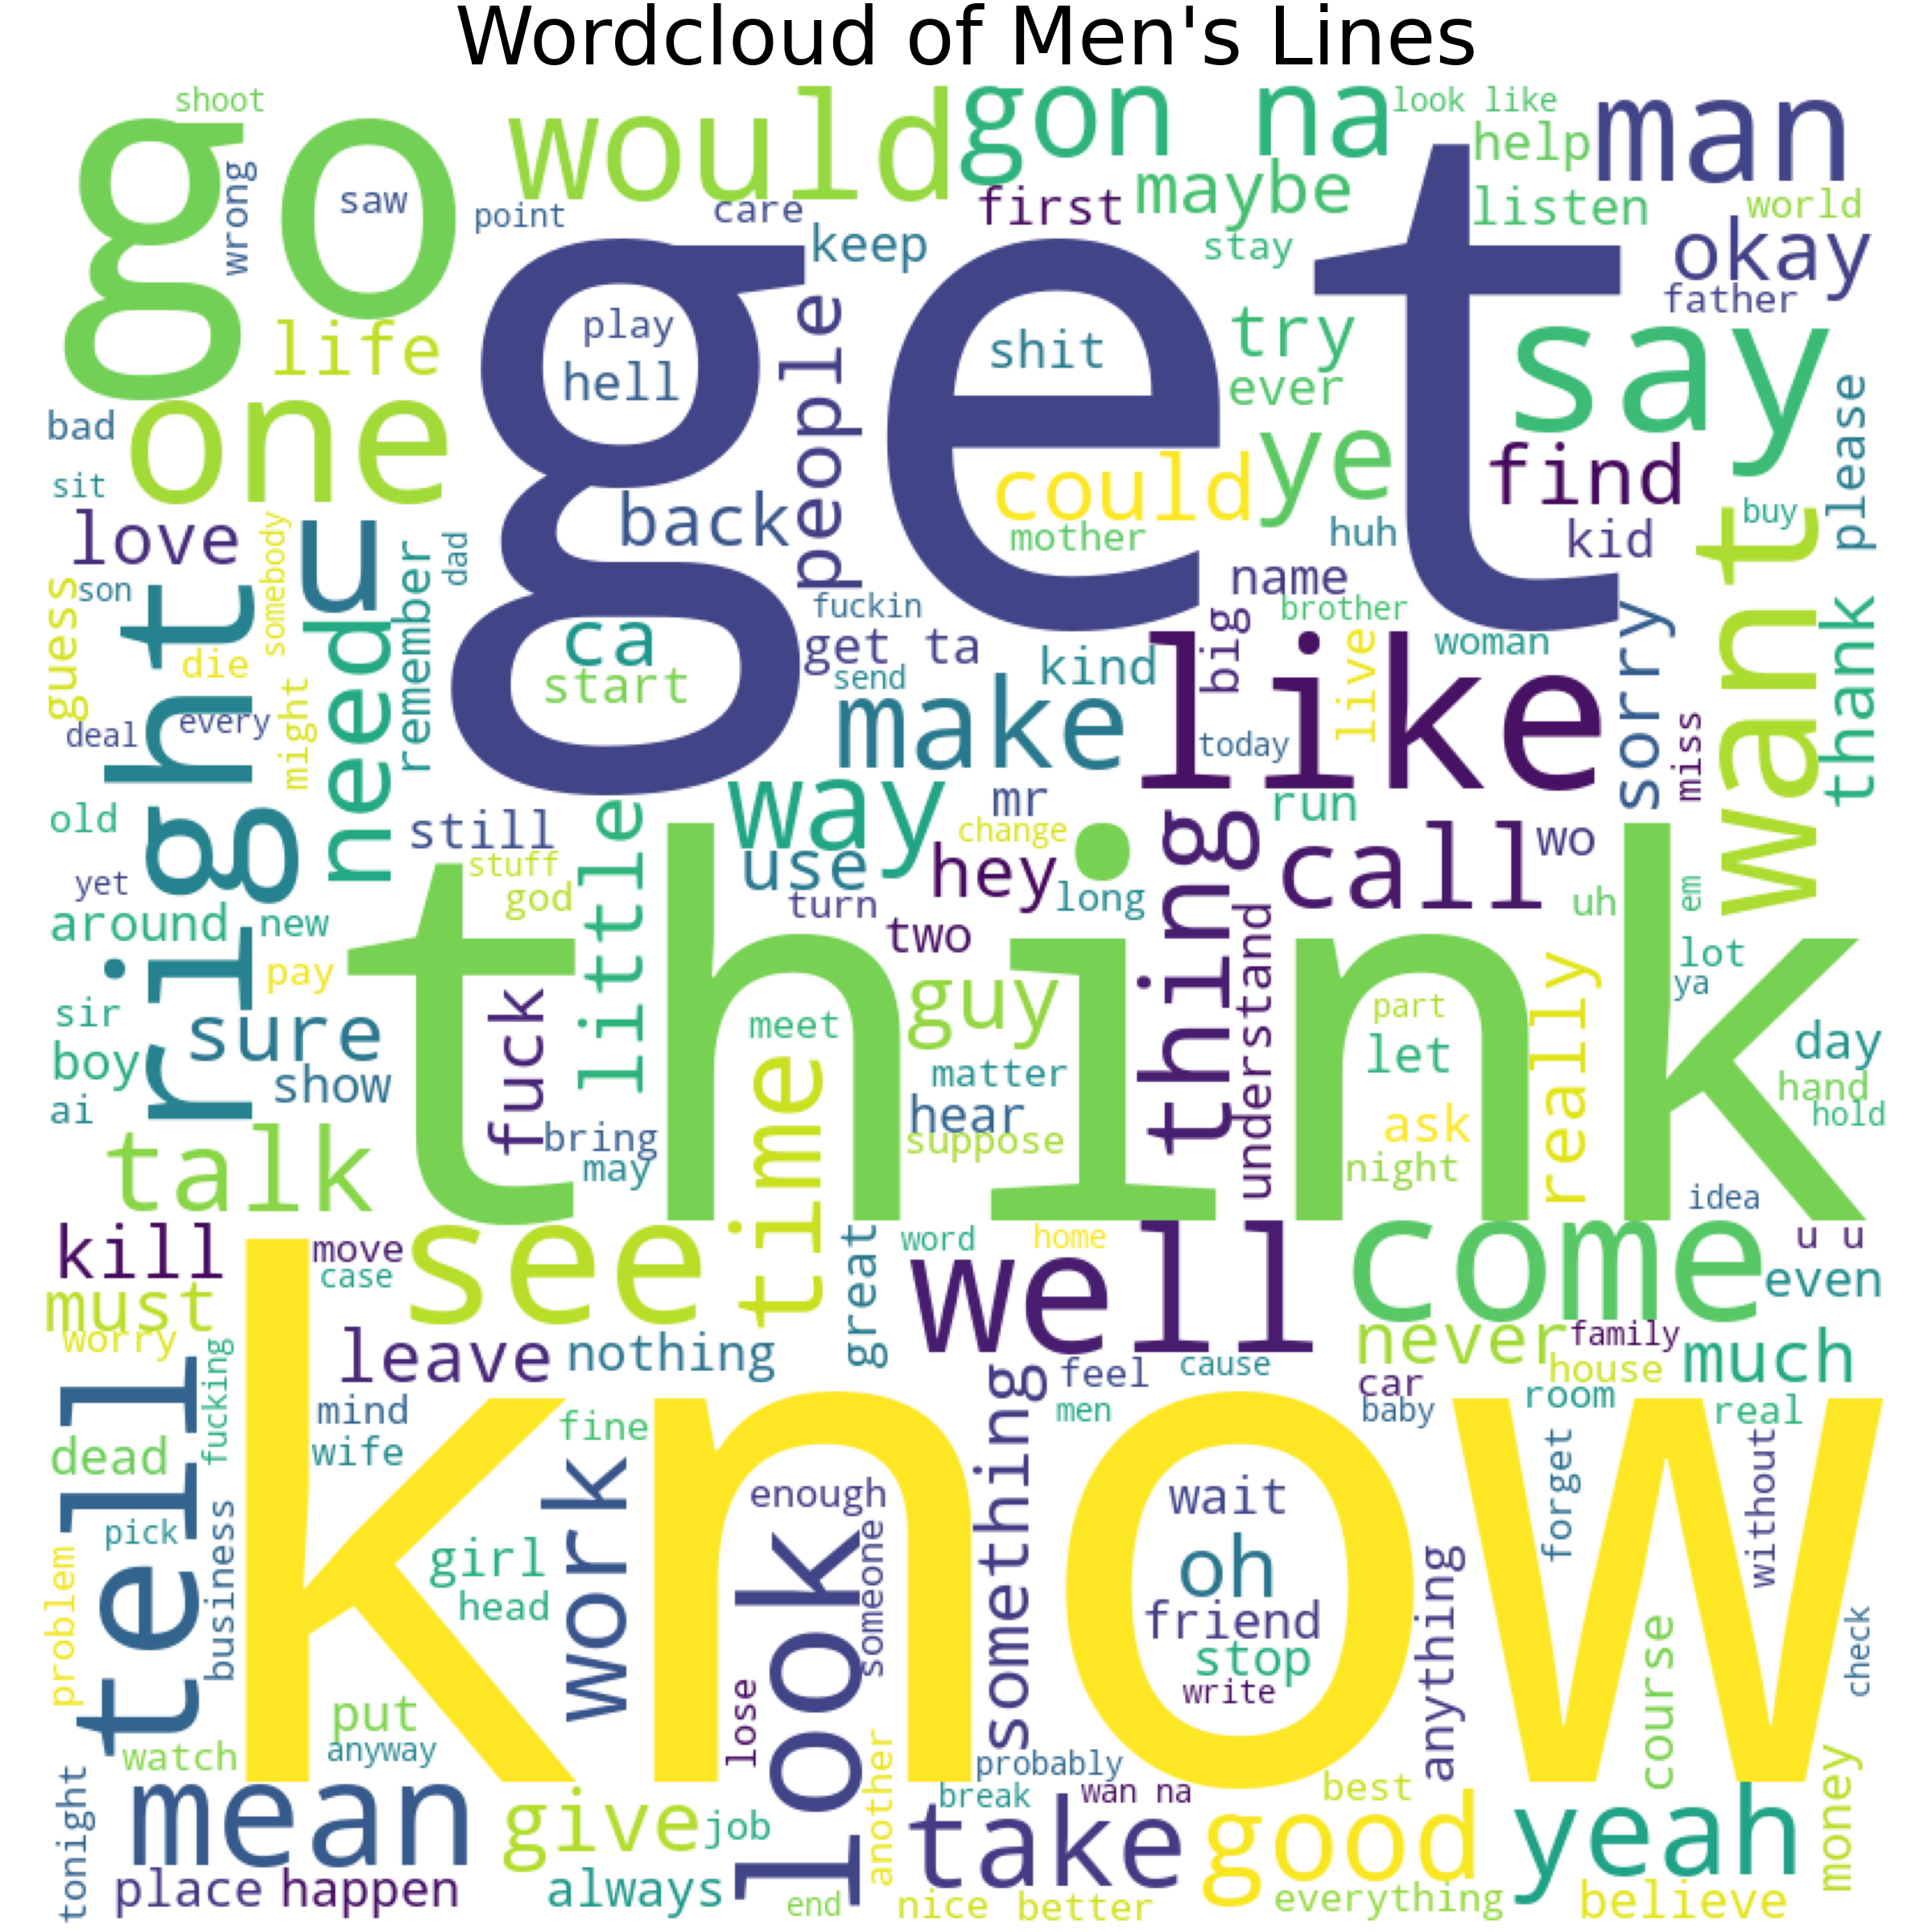 Wordcloud of Men's Lines
shoot
go
would
gon na
look like
man
help
wrong
saw
point
care
first
maybe
listen
world
keep
stay
okay
father
get
life
play
hell
people
shit
try
ever
say
please
bad
one
sit
back
could
mother
ye
find
huh
kid
buy
want
love
son
somebody
u
dad
guess
right
need
remember
die
might
every
deal
ca
start
fuckin
get ta
send
name
brother
big
kind
live
woman
sorry
miss
thank
make
like
today
old
yet
still
stuff
god
little
way
mr
change
use
hey
long
turn
two
thing
run
call
wo
uh
em
around
new
pay
think
sir
boy
ai
sure
show
fuck
meet
guy
matter
hear
suppose
understand
part
let
ask
night
really
lot
ya
day
hand
hold
idea
bring
may
time
talk
kill
move
case
see
great
word
home
well
come
u u
even
must
worry
leave
nothing
feel
cause
never
family
house
much
tell
fucking
know
mind
wife
fine
something
men
car
baby
room
real
dead
pick
business
problem
girl
head
work
enough
someone
look
wait
oh
friend
stop
write
anything
forget
without
course
check
put
anyway
lose
watch
another
probably
break
wan na
best
money
tonight
mean
give
job
take
good
yeah
place
happen
always
end
nice
better
everything
believe